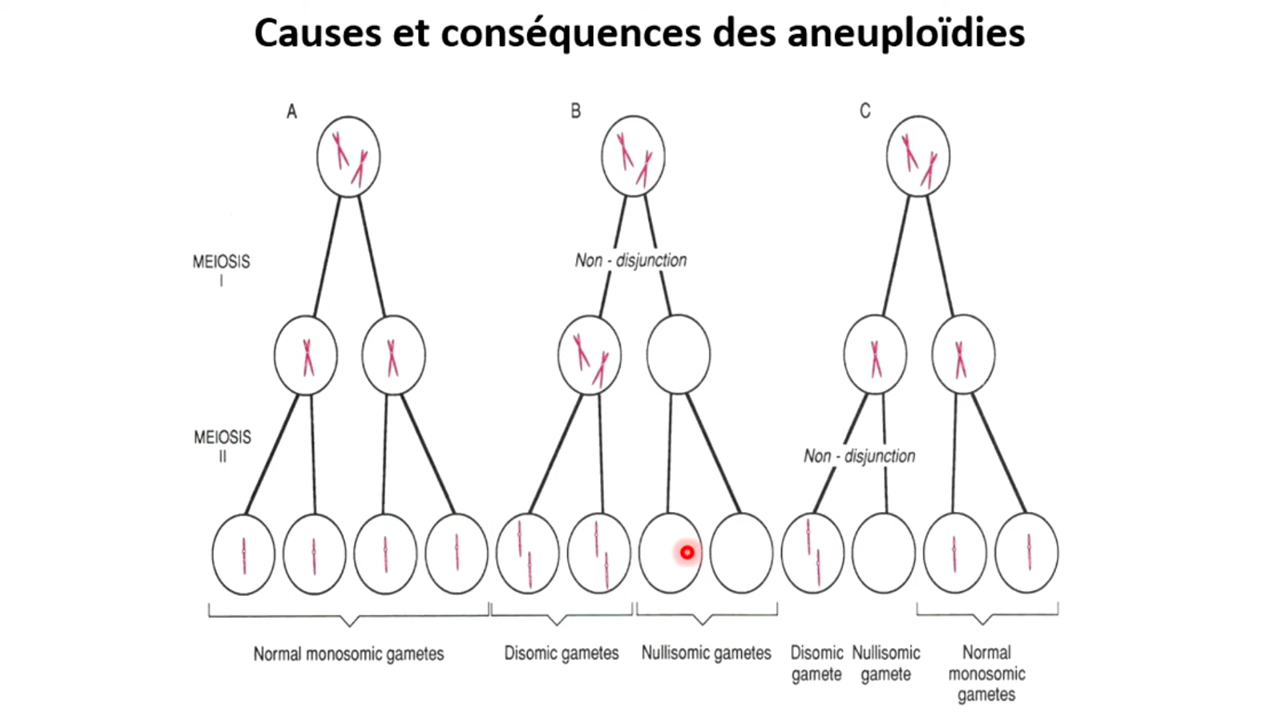 Causes et conséquences des aneuploïdies
A
B
C
MEIOSIS
I
Non - disjunction
MEIOSIS
II
Non - disjunction
Normal monosomic gametes
Disomic gametes
Nullisomic gametes
Disomic
gamete
Nullisomic
gamete
Normal
monosomic
gametes